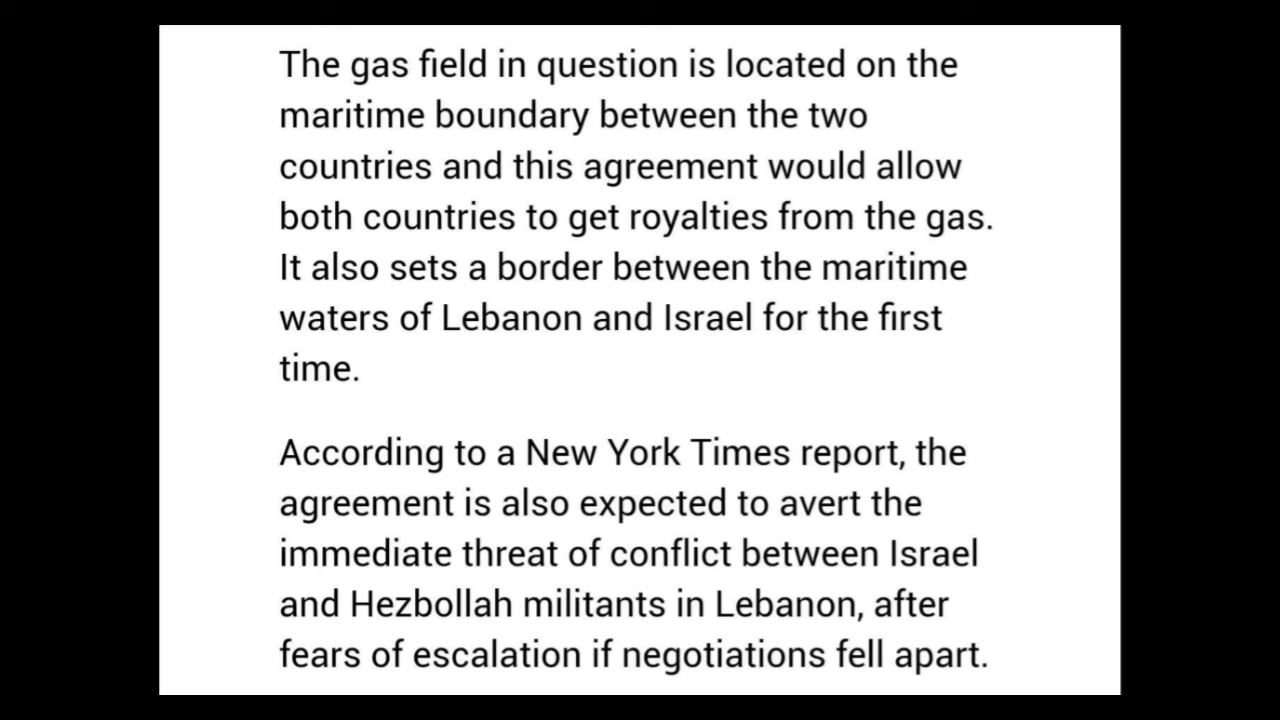 The gas field in question is located on the
maritime boundary between the two
countries and this agreement would allow
both countries to get royalties from the gas.
It also sets a border between the maritime
waters of Lebanon and Israel for the first
time.
According to a New York Times report, the
agreement is also expected to avert the
immediate threat of conflict between Israel
and Hezbollah militants in Lebanon, after
fears of escalation if negotiations fell apart.